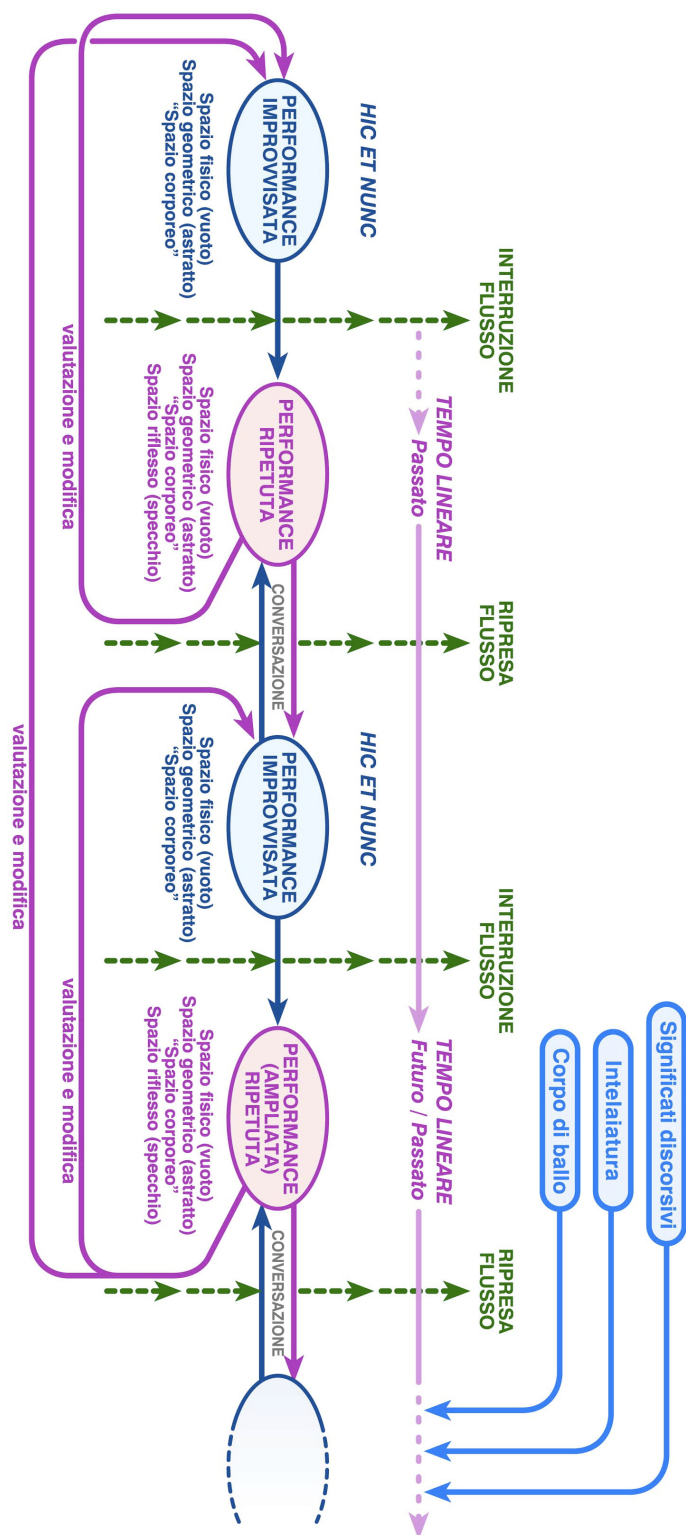 Significati discorsivi
Intelaiatura
Corpo di ballo
INTERRUZIONE
FLUSSO
RIPRESA
FLUSSO
INTERRUZIONE
FLUSSO
RIPRESA
FLUSSO
TEMPO LINEARE
Passato
TEMPO LINEARE
Futuro / Passato
HIC ET NUNC
HIC ET NUNC
PERFORMANCE
IMPROVVISATA
PERFORMANCE
RIPETUTA
CONVERSAZIONE
PERFORMANCE
IMPROVVISATA
PERFORMANCE
(AMPLIATA)
RIPETUTA
CONVERSAZIONE
Spazio fisico (vuoto)
Spazio geometrico (astratto)
“Spazio corporeo”
Spazio fisico (vuoto)
Spazio geometrico (astratto)
“Spazio corporeo”
Spazio riflesso (specchio)
Spazio fisico (vuoto)
Spazio geometrico (astratto)
“Spazio corporeo”
Spazio fisico (vuoto)
Spazio geometrico (astratto)
“Spazio corporeo”
Spazio riflesso (specchio)
valutazione e modifica
valutazione e modifica
valutazione e modifica